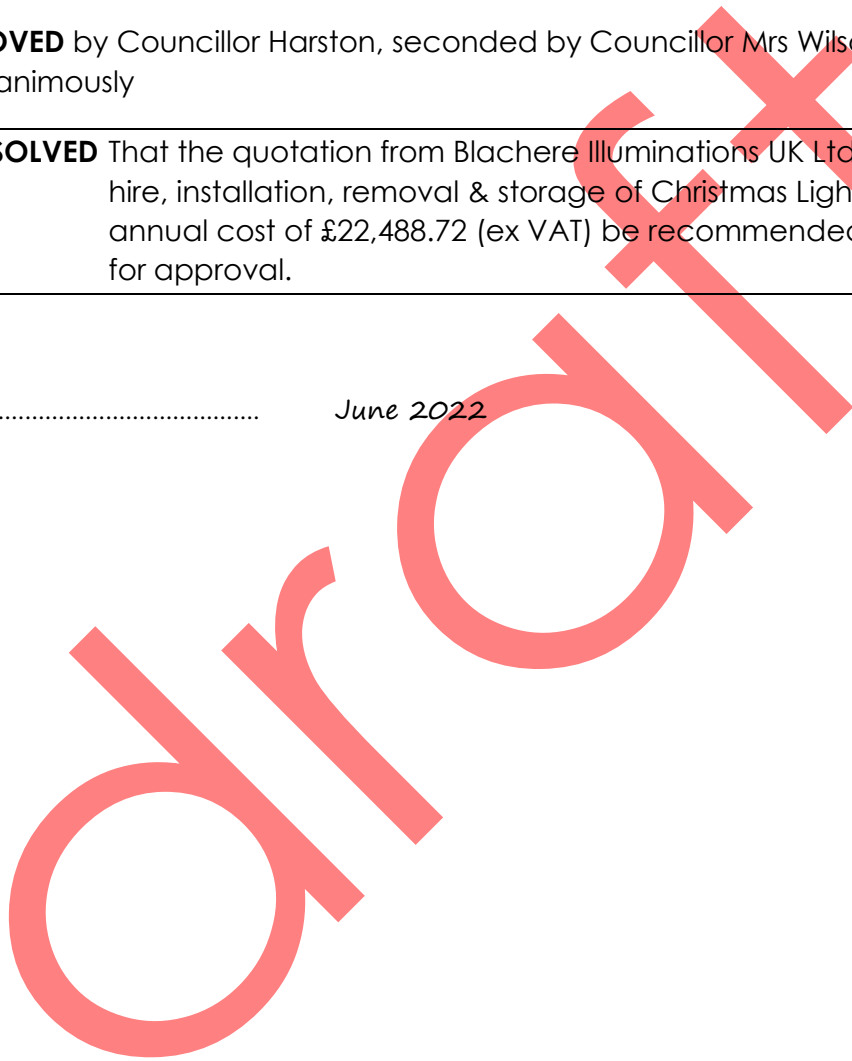 OVED by Councillor Harston, seconded by Councillor Mrs Wils
animously
SOLVED That the quotation from Blachere Illuminations UK Ltd
hire, installation, removal & storage of Christmas Ligh
annual cost of £22,488.72 (ex VAT) be recommended
for approval.
....................................... June 2022
draft